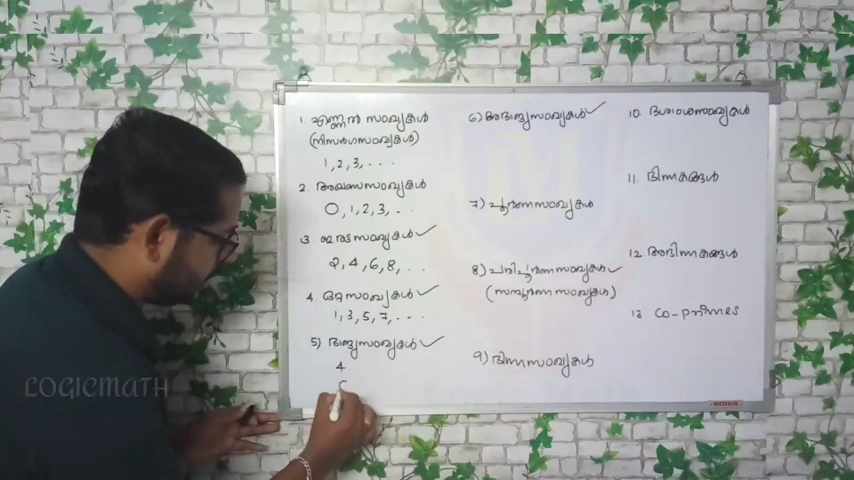 1. എണ്ണൽ സംഖ്യകൾ
(നിസർഗസംഖ്യകൾ)
1, 2, 3, ...
2. അഖണ്ഡസംഖ്യകൾ
0, 1, 2, 3, ...
3. ഇരട്ടസംഖ്യകൾ ✓
2, 4, 6, 8, ...
4. ഒറ്റസംഖ്യകൾ ✓
1, 3, 5, 7, ...
5) ഭാജ്യസംഖ്യകൾ ✓
4
6) അഭാജ്യസംഖ്യകൾ ✓
7) പൂർണസംഖ്യകൾ
8) പരിപൂർണസംഖ്യകൾ ✓
(സമ്പൂർണ സംഖ്യകൾ)
9) ഭിന്നസംഖ്യകൾ
10. ദശാംശസംഖ്യകൾ
11. ഭിന്നകങ്ങൾ
12. അഭിന്നകങ്ങൾ
13 Co-primes
LOGICMATH